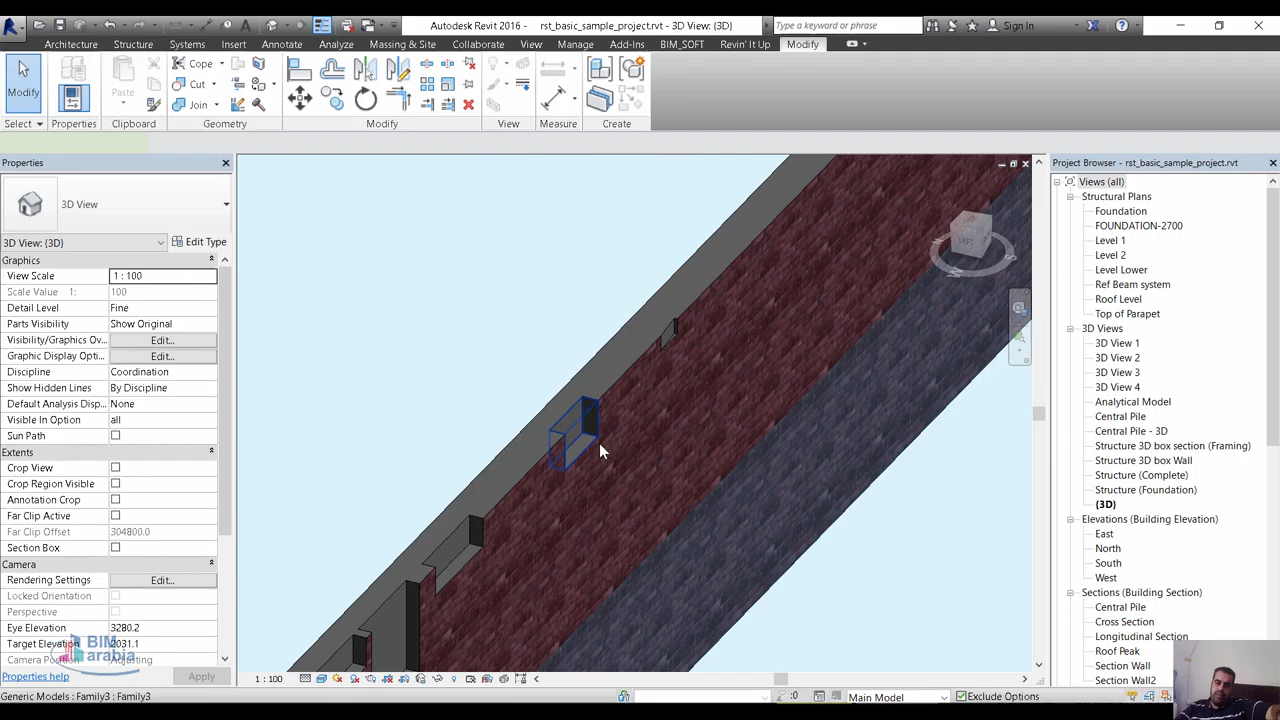 Autodesk Revit 2016 - rst_basic_sample_project.rvt - 3D View: {3D}
Type a keyword or phrase
Sign In
Architecture Structure Systems Insert Annotate Analyze Massing & Site Collaborate View Manage Add-Ins BIM_SOFT Revin' It Up Modify
Modify
Paste
Cope
Cut
Join
Select Properties Clipboard Geometry Modify View Measure Create
Properties
3D View
3D View: {3D}
Edit Type
Graphics
View Scale 1 : 100
Scale Value 1: 100
Detail Level Fine
Parts Visibility Show Original
Visibility/Graphics Ov... Edit...
Graphic Display Opti... Edit...
Discipline Coordination
Show Hidden Lines By Discipline
Default Analysis Disp... None
Visible In Option all
Sun Path
Extents
Crop View
Crop Region Visible
Annotation Crop
Far Clip Active
Far Clip Offset 304800.0
Section Box
Camera
Rendering Settings Edit...
Locked Orientation
Perspective
Eye Elevation 3280.2
Target Elevation 2031.1
Camera Position Adjusting
BIM
arabia
Properties help
Apply
LEFT
Project Browser - rst_basic_sample_project.rvt
Views (all)
Structural Plans
Foundation
FOUNDATION-2700
Level 1
Level 2
Level Lower
Ref Beam system
Roof Level
Top of Parapet
3D Views
3D View 1
3D View 2
3D View 3
3D View 4
Analytical Model
Central Pile
Central Pile - 3D
Structure 3D box section (Framing)
Structure 3D box Wall
Structure (Complete)
Structure (Foundation)
{3D}
Elevations (Building Elevation)
East
North
South
West
Sections (Building Section)
Central Pile
Cross Section
Longitudinal Section
Roof Peak
Section Wall
Section Wall2
1 : 100
Generic Models : Family3 : Family3
:0
Main Model
Exclude Options